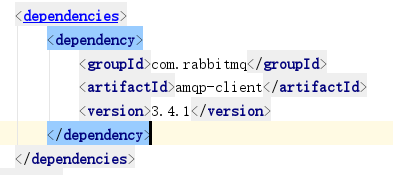 <dependencies>
<dependency>
<groupId>com.rabbitmq</groupId>
<artifactId>amqp-client</artifactId>
<version>3.4.1</version>
</dependency>
</dependencies>